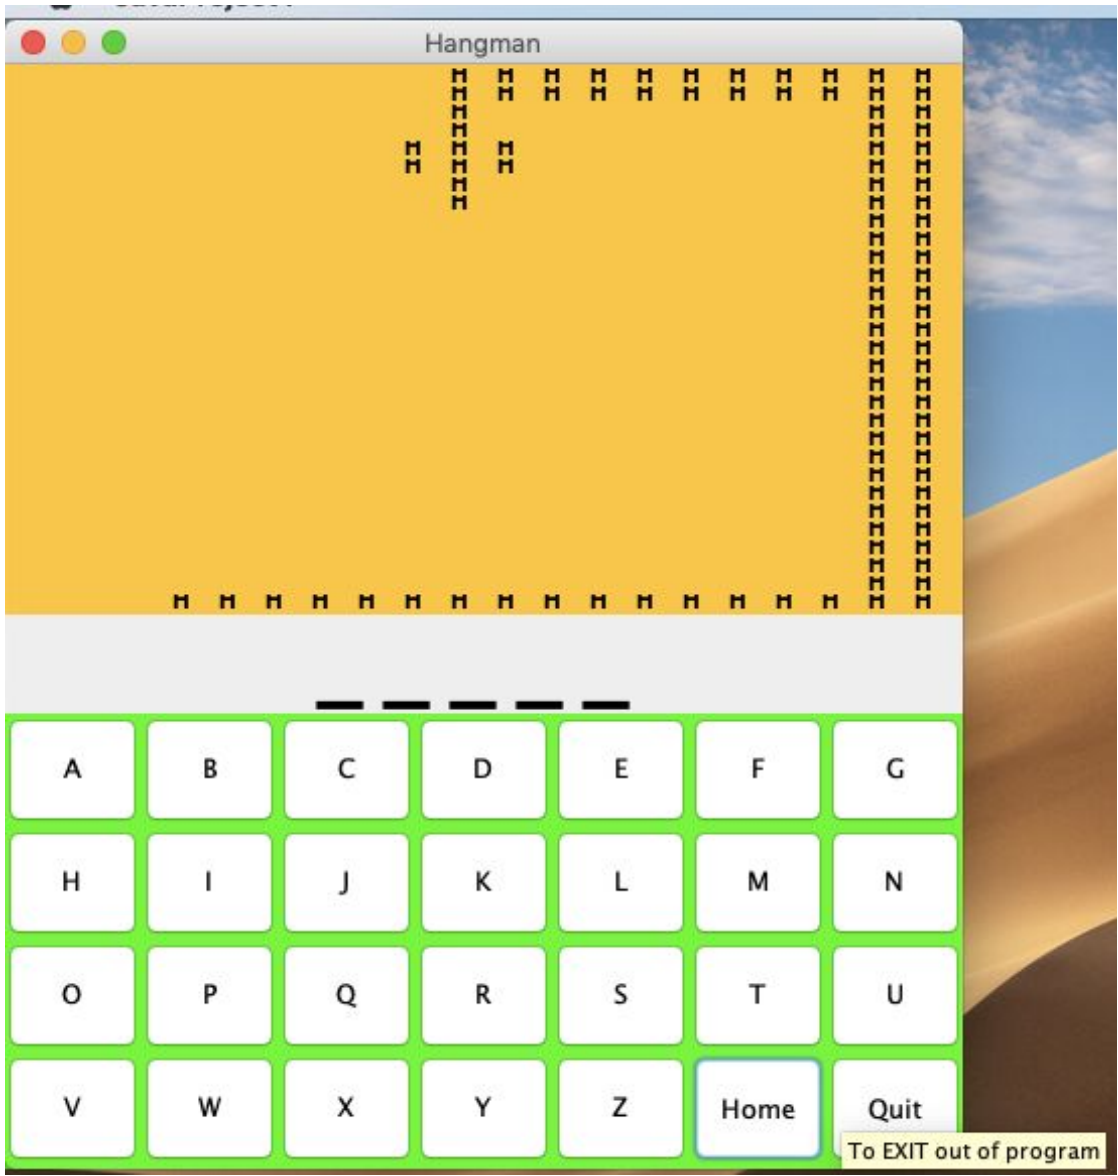 Hangman
_ _ _ _ _
A B C D E F G
H I J K L M N
O P Q R S T U
V W X Y Z Home Quit
To EXIT out of program